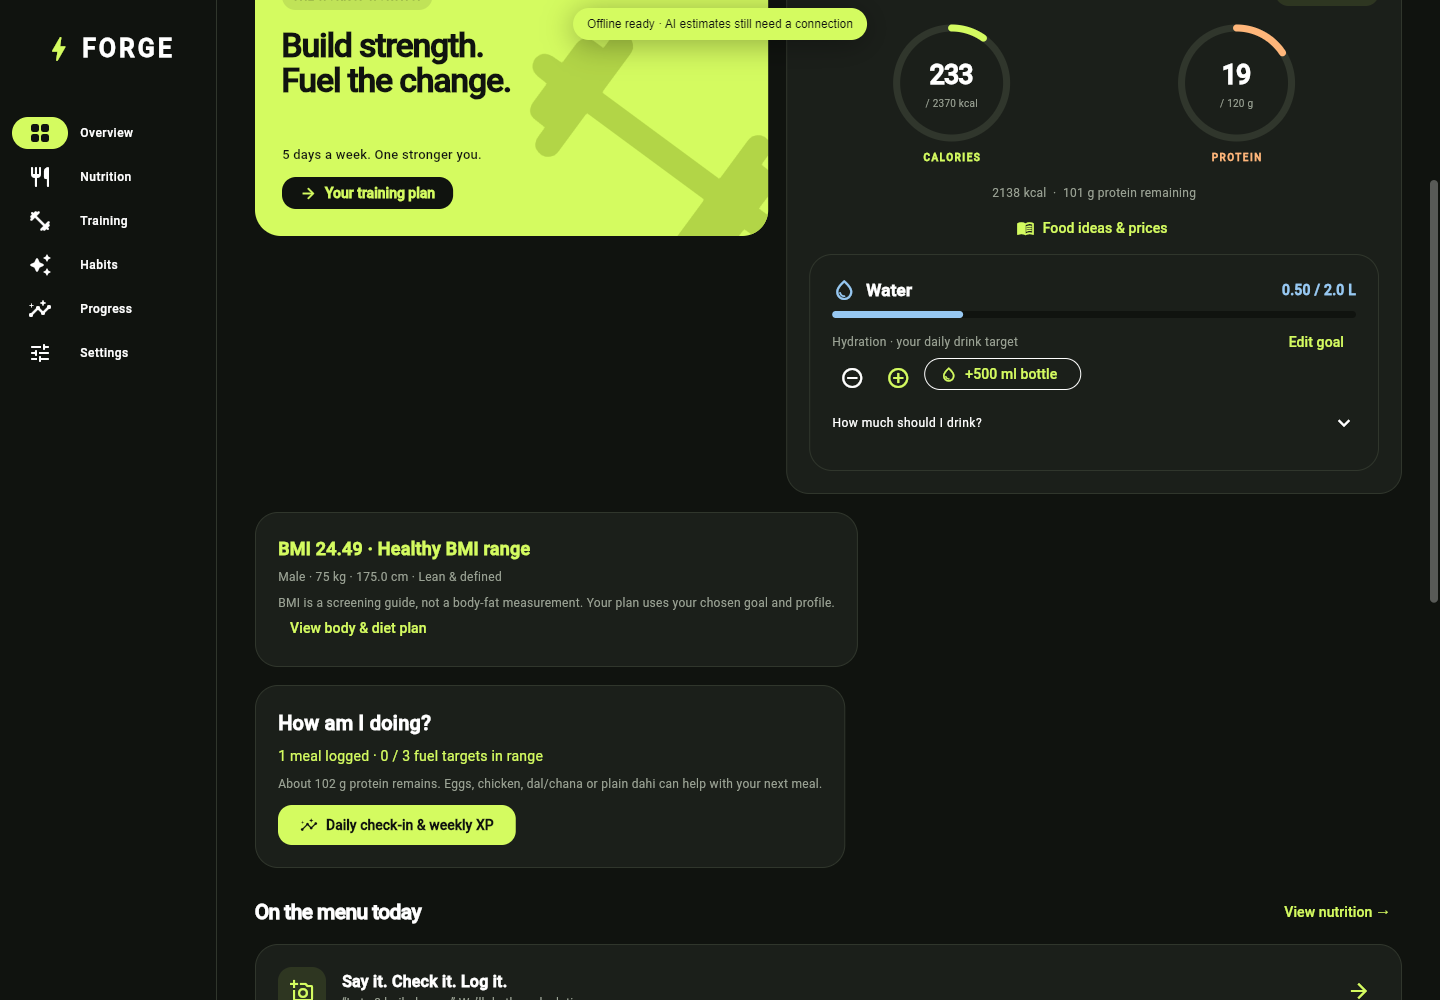 FORGE
Overview
Nutrition
Training
Habits
Progress
Settings
Offline ready · AI estimates still need a connection
Build strength.
Fuel the change.
5 days a week. One stronger you.
Your training plan
233
/ 2370 kcal
CALORIES
19
/ 120 g
PROTEIN
2138 kcal · 101 g protein remaining
Food ideas & prices
Water
0.50 / 2.0 L
Hydration · your daily drink target
Edit goal
+500 ml bottle
How much should I drink?
BMI 24.49 · Healthy BMI range
Male · 75 kg · 175.0 cm · Lean & defined
BMI is a screening guide, not a body-fat measurement. Your plan uses your chosen goal and profile.
View body & diet plan
How am I doing?
1 meal logged · 0 / 3 fuel targets in range
About 102 g protein remains. Eggs, chicken, dal/chana or plain dahi can help with your next meal.
Daily check-in & weekly XP
On the menu today
View nutrition →
Say it. Check it. Log it.